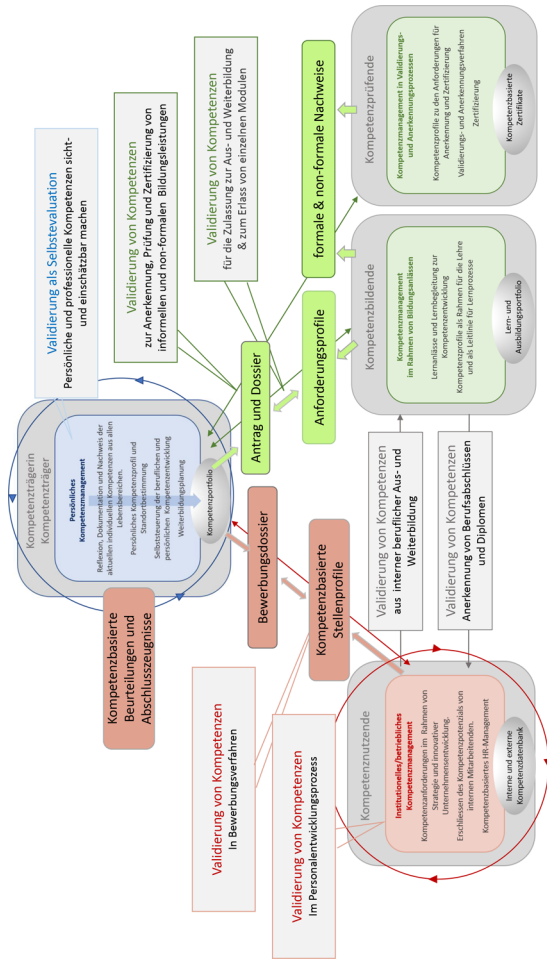 Kompetenzbasierte
Beurteilungen und
Abschlusszeugnisse
Kompetenzträgerin
Kompetenzträger
Persönliches
Kompetenzmanagement
Reflexion, Dokumentation und Nachweis der
aktuellen individuellen Kompetenzen aus allen
Lebensbereichen.
Persönliches Kompetenzprofil und
Standortbestimmung
Selbststeuerung der beruflichen und
persönlichen Kompetenzentwicklung
Weiterbildungsplanung
Kompetenzportfolio
Validierung als Selbstevaluation
Persönliche und professionelle Kompetenzen sicht-
und einschätzbar machen
Validierung von Kompetenzen
zur Anerkennung, Prüfung und Zertifizierung von
informellen und non-formalen Bildungsleistungen
Validierung von Kompetenzen
für die Zulassung zur Aus- und Weiterbildung
& zum Erlass von einzelnen Modulen
Validierung von Kompetenzen
In Bewerbungsverfahren
Validierung von Kompetenzen
Im Personalentwicklungsprozess
Bewerbungsdossier
Antrag und Dossier
Kompetenzbasierte
Stellenprofile
Anforderungsprofile
formale & non-formale Nachweise
Kompetenznutzende
Institutionelles/betriebliches
Kompetenzmanagement
Kompetenzanforderungen im Rahmen von
Strategie und innovativer
Unternehmensentwicklung.
Erschliessen des Kompetenzpotenzials von
internen Mitarbeitenden.
Kompetenzbasiertes HR-Management
Interne und externe
Kompetenzdatenbank
Validierung von Kompetenzen
aus interner beruflicher Aus- und
Weiterbildung
Validierung von Kompetenzen
Anerkennung von Berufsabschlüssen
und Diplomen
Kompetenzbildende
Kompetenzmanagement
im Rahmen von Bildungsanlässen
Lernanlässe und Lernbegleitung zur
Kompetenzentwicklung
Kompetenzprofile als Rahmen für die Lehre
und als Leitlinie für Lernprozesse
Lern- und
Ausbildungsportfolio
Kompetenzprüfende
Kompetenzmanagement in Validierungs-
und Anerkennungsprozessen
Kompetenzprofile zu den Anforderungen für
Anerkennung und Zertifizierung
Validierungs- und Anerkennungsverfahren
Zertifizierung
Kompetenzbasierte
Zertifikate